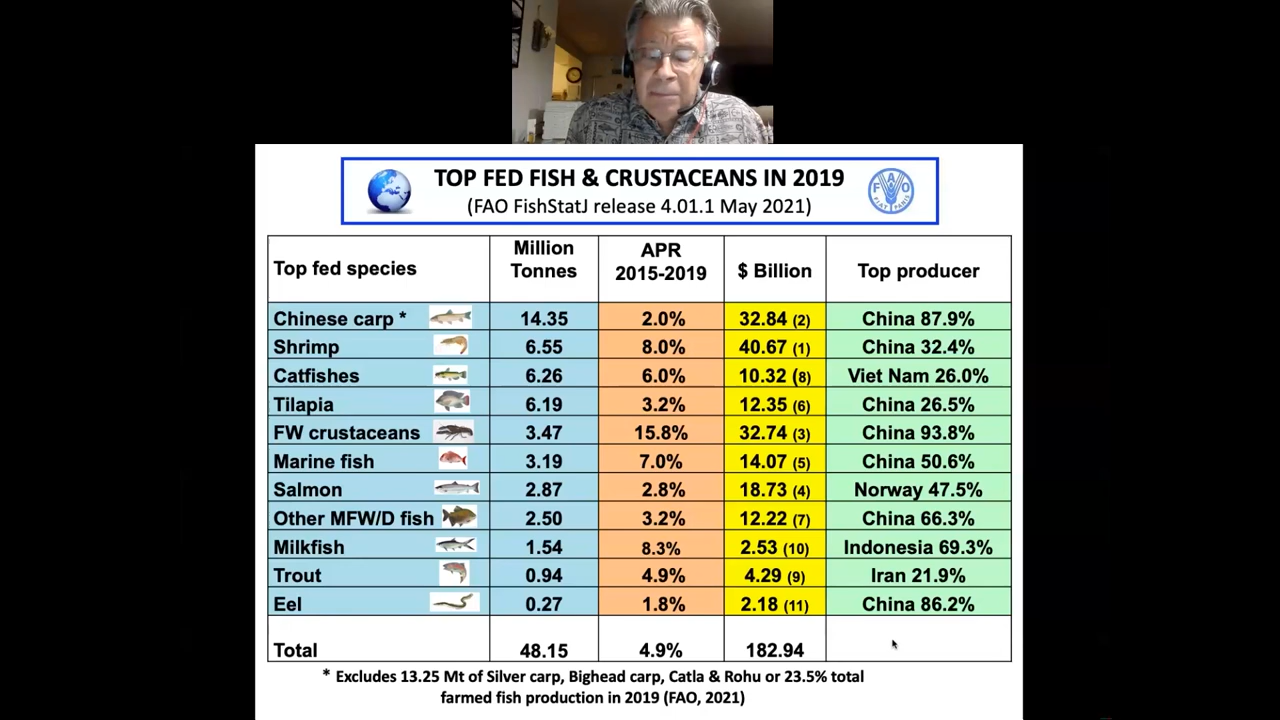 TOP FED FISH & CRUSTACEANS IN 2019
(FAO FishStatJ release 4.01.1 May 2021)
F A O
FIAT PANIS
Top fed species Million Tonnes APR 2015-2019 $ Billion Top producer
Chinese carp * 14.35 2.0% 32.84 (2) China 87.9%
Shrimp 6.55 8.0% 40.67 (1) China 32.4%
Catfishes 6.26 6.0% 10.32 (8) Viet Nam 26.0%
Tilapia 6.19 3.2% 12.35 (6) China 26.5%
FW crustaceans 3.47 15.8% 32.74 (3) China 93.8%
Marine fish 3.19 7.0% 14.07 (5) China 50.6%
Salmon 2.87 2.8% 18.73 (4) Norway 47.5%
Other MFW/D fish 2.50 3.2% 12.22 (7) China 66.3%
Milkfish 1.54 8.3% 2.53 (10) Indonesia 69.3%
Trout 0.94 4.9% 4.29 (9) Iran 21.9%
Eel 0.27 1.8% 2.18 (11) China 86.2%
Total 48.15 4.9% 182.94
* Excludes 13.25 Mt of Silver carp, Bighead carp, Catla & Rohu or 23.5% total
farmed fish production in 2019 (FAO, 2021)